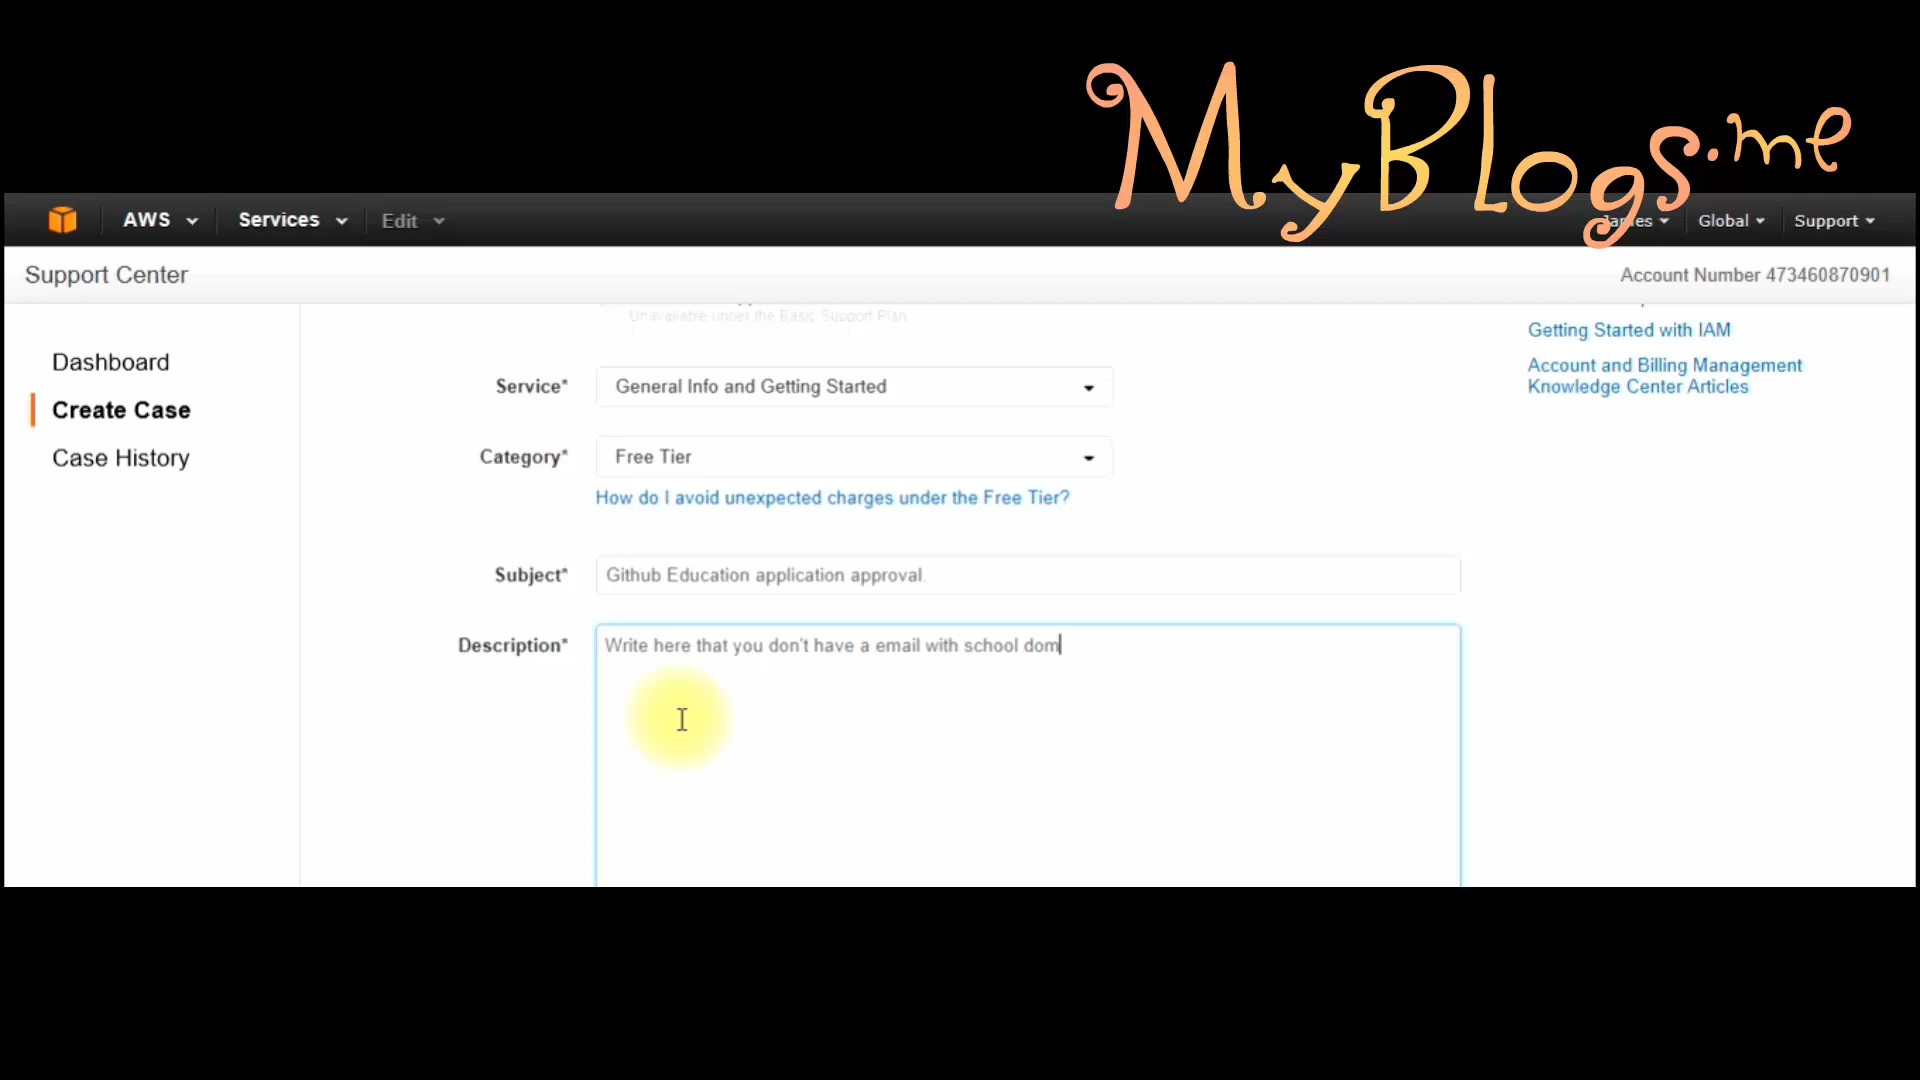 MyBlogs.me
AWS
Services
Edit
James
Global
Support
Support Center
Account Number 473460870901
Unavailable under the Basic Support Plan
Dashboard
Create Case
Case History
Service*
General Info and Getting Started
Category*
Free Tier
How do I avoid unexpected charges under the Free Tier?
Subject*
Github Education application approval.
Description*
Write here that you don't have a email with school dom
Getting Started with IAM
Account and Billing Management
Knowledge Center Articles